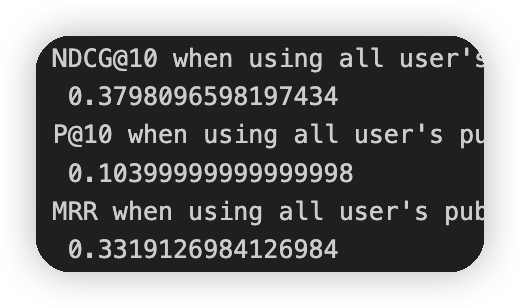 NDCG@10 when using all user's
0.3798096598197434
P@10 when using all user's pu
0.10399999999999998
MRR when using all user's pub
0.3319126984126984